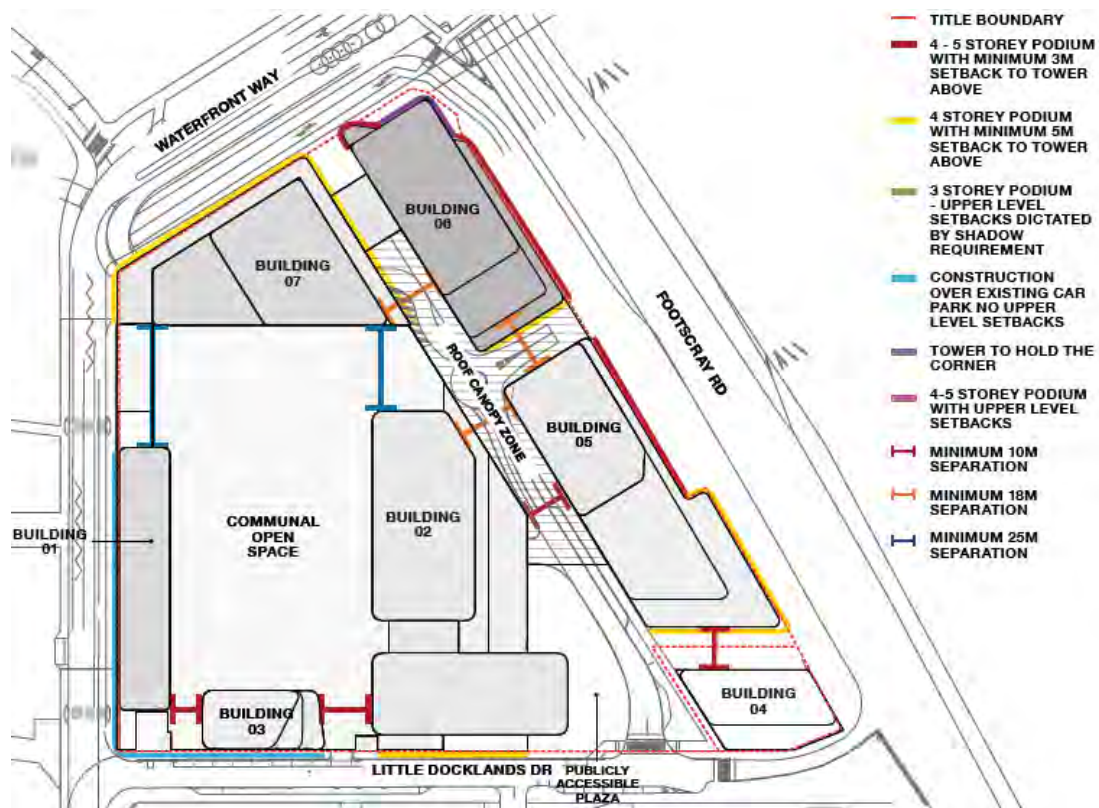 WATERFRONT WAY
BUILDING
06
BUILDING
07
FOOTSCRAY RD
ROOF CANOPY ZONE
BUILDING
05
BUILDING
01
COMMUNAL
OPEN
SPACE
BUILDING
02
BUILDING
03
BUILDING
04
LITTLE DOCKLANDS DR
PUBLICLY
ACCESSIBLE
PLAZA
TITLE BOUNDARY
4 - 5 STOREY PODIUM
WITH MINIMUM 3M
SETBACK TO TOWER
ABOVE
4 STOREY PODIUM
WITH MINIMUM 5M
SETBACK TO TOWER
ABOVE
3 STOREY PODIUM
- UPPER LEVEL
SETBACKS DICTATED
BY SHADOW
REQUIREMENT
CONSTRUCTION
OVER EXISTING CAR
PARK NO UPPER
LEVEL SETBACKS
TOWER TO HOLD THE
CORNER
4-5 STOREY PODIUM
WITH UPPER LEVEL
SETBACKS
MINIMUM 10M
SEPARATION
MINIMUM 18M
SEPARATION
MINIMUM 25M
SEPARATION